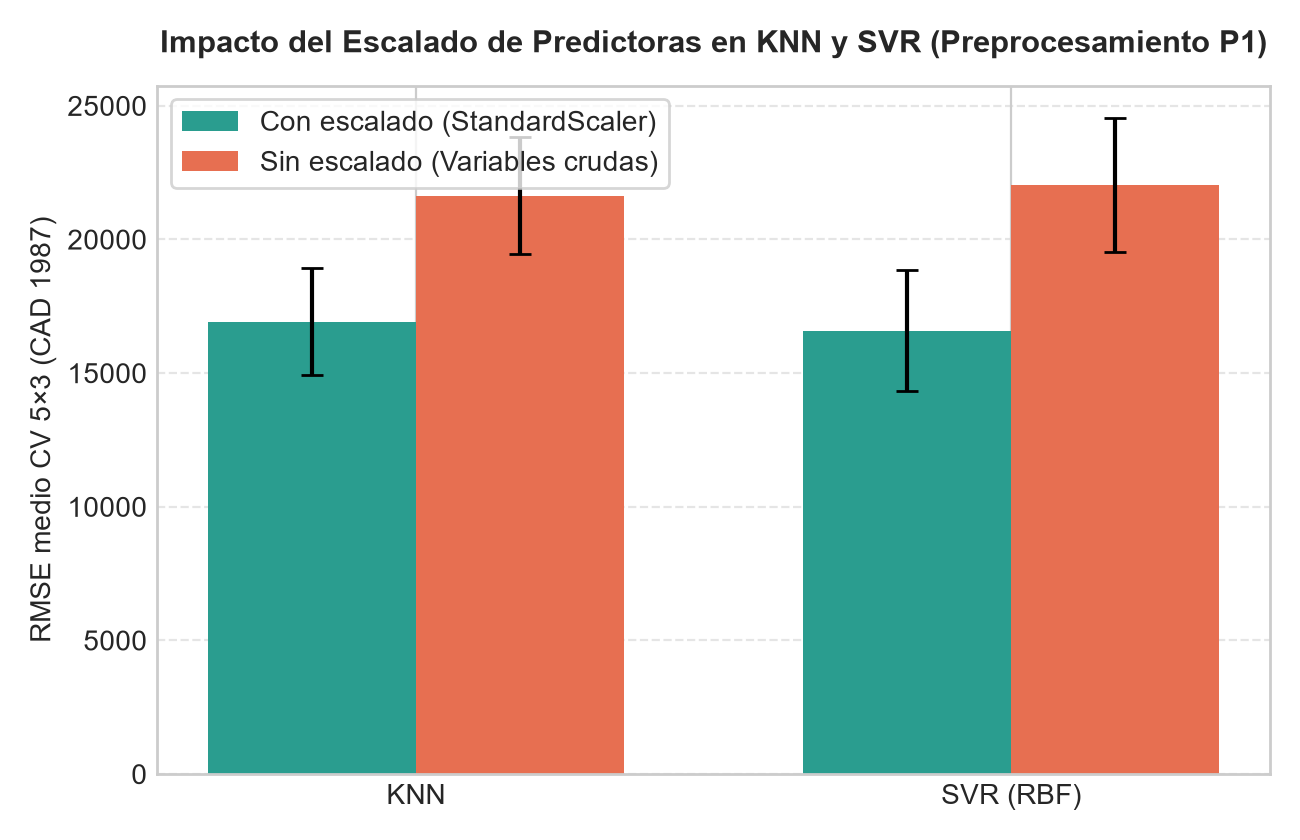 Impacto del Escalado de Predictoras en KNN y SVR (Preprocesamiento P1)
Con escalado (StandardScaler)
Sin escalado (Variables crudas)
RMSE medio CV 5×3 (CAD 1987)
25000
20000
15000
10000
5000
0
KNN
SVR (RBF)